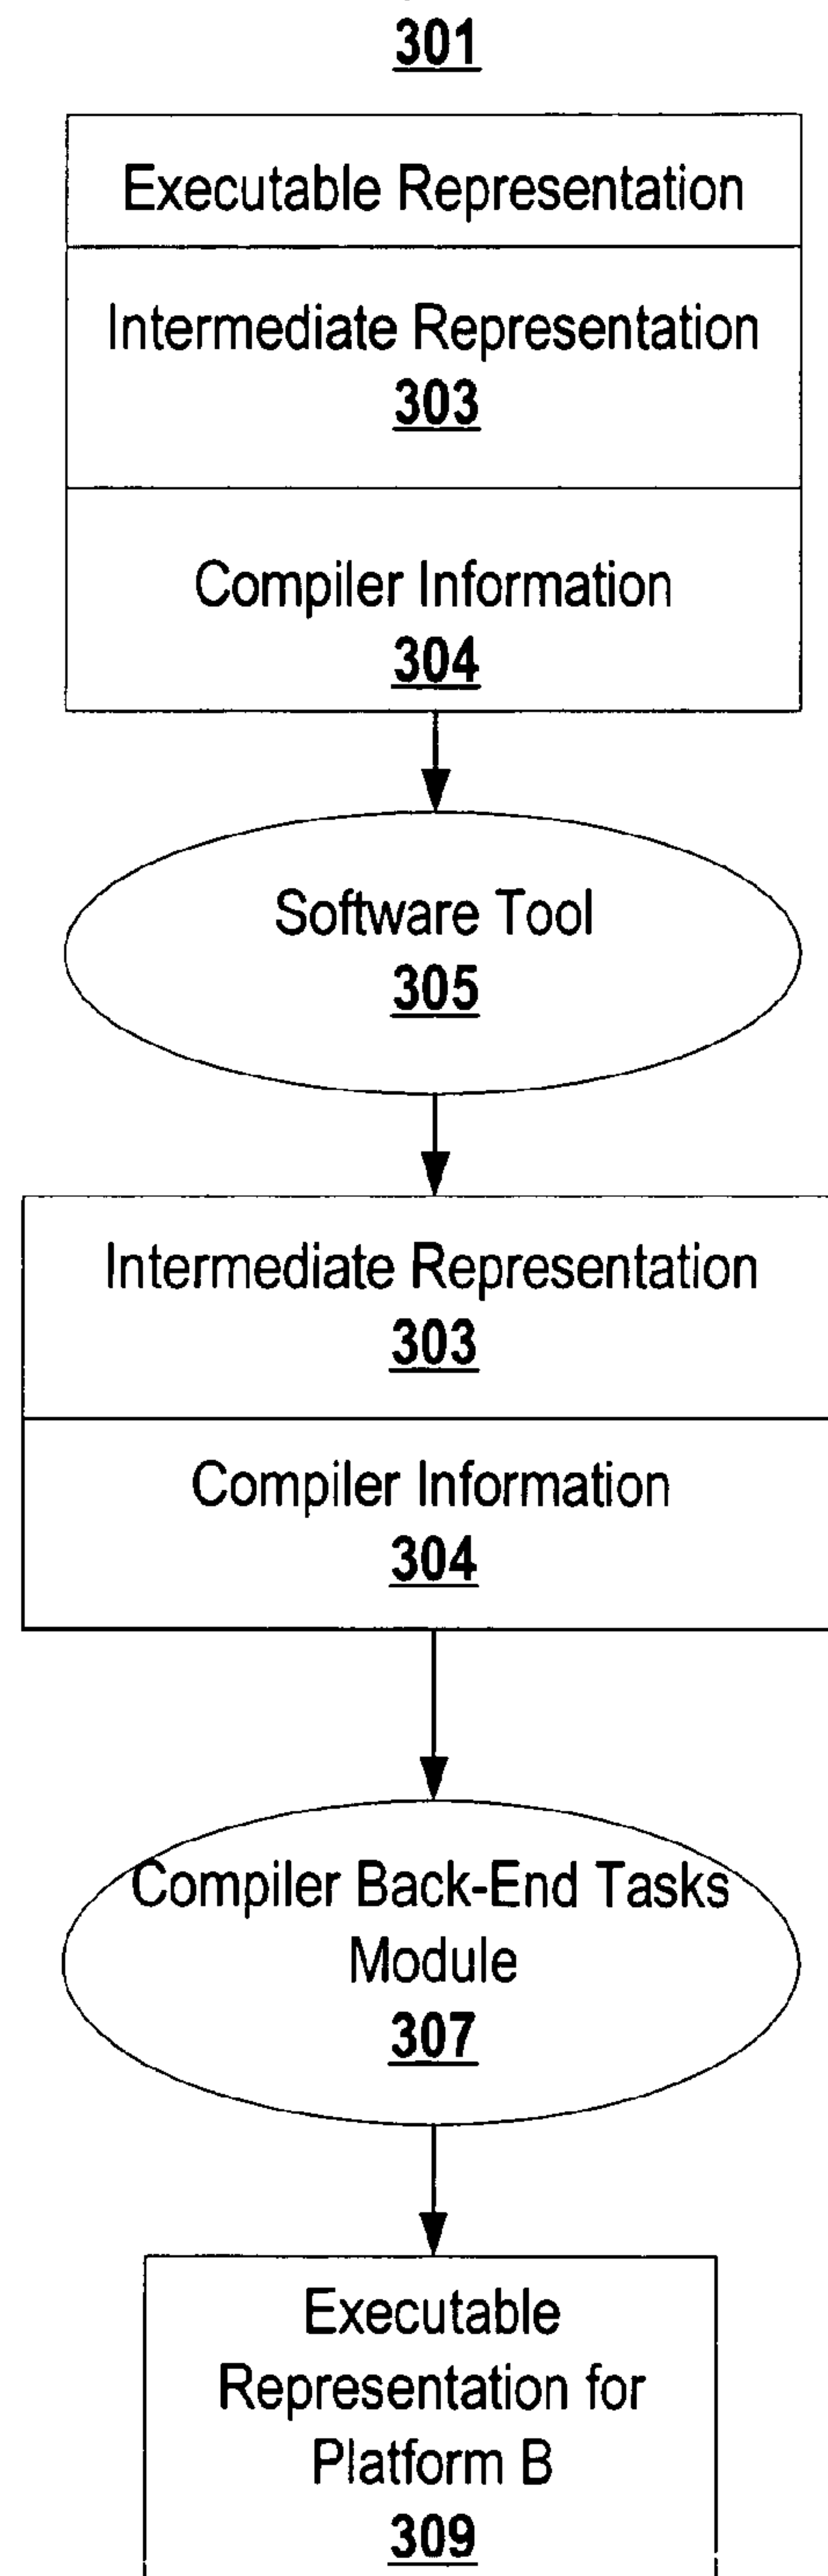 301
Executable Representation
Intermediate Representation
303
Compiler Information
304
Software Tool
305
Intermediate Representation
303
Compiler Information
304
Compiler Back-End Tasks
Module
307
Executable
Representation for
Platform B
309